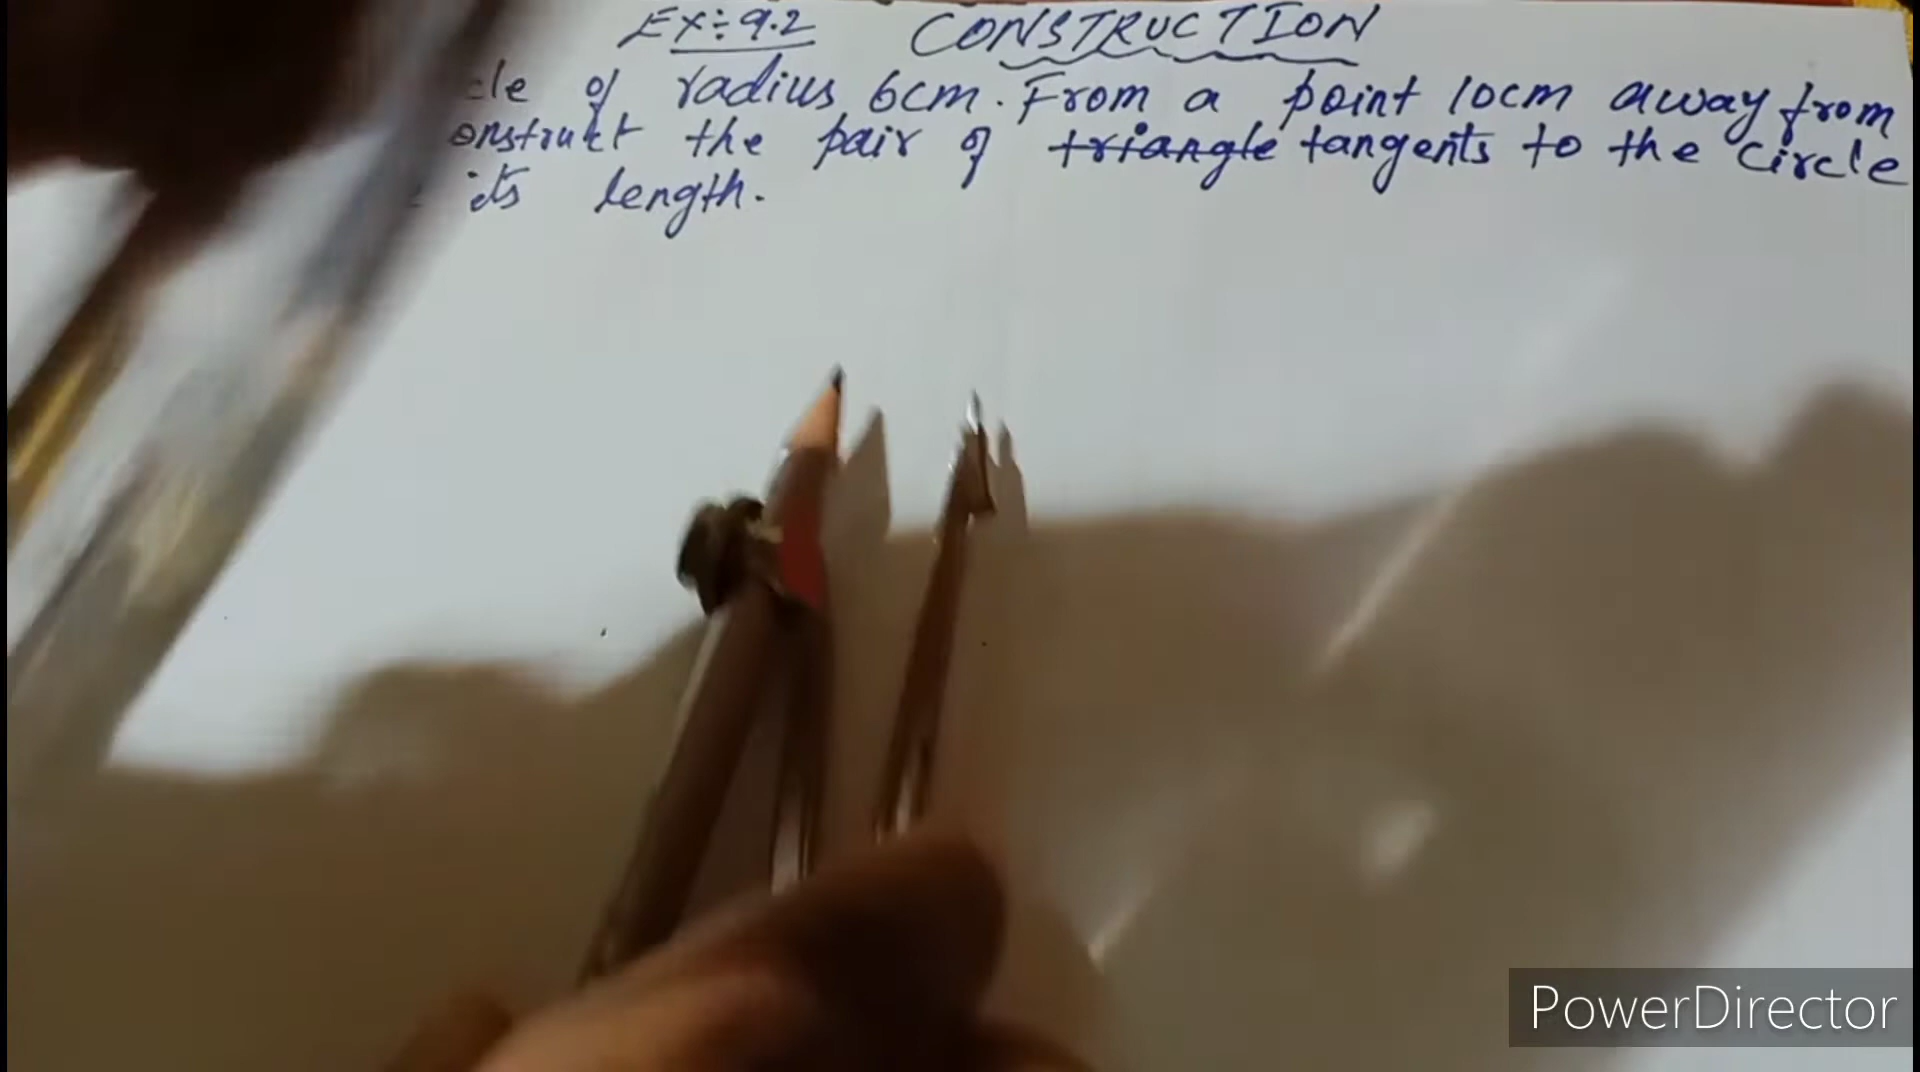 Ex÷9.2 CONSTRUCTION
cle of radius 6cm. From a point 10cm away from
onstrukt the pair of triangle tangents to the circle
its length.
PowerDirector